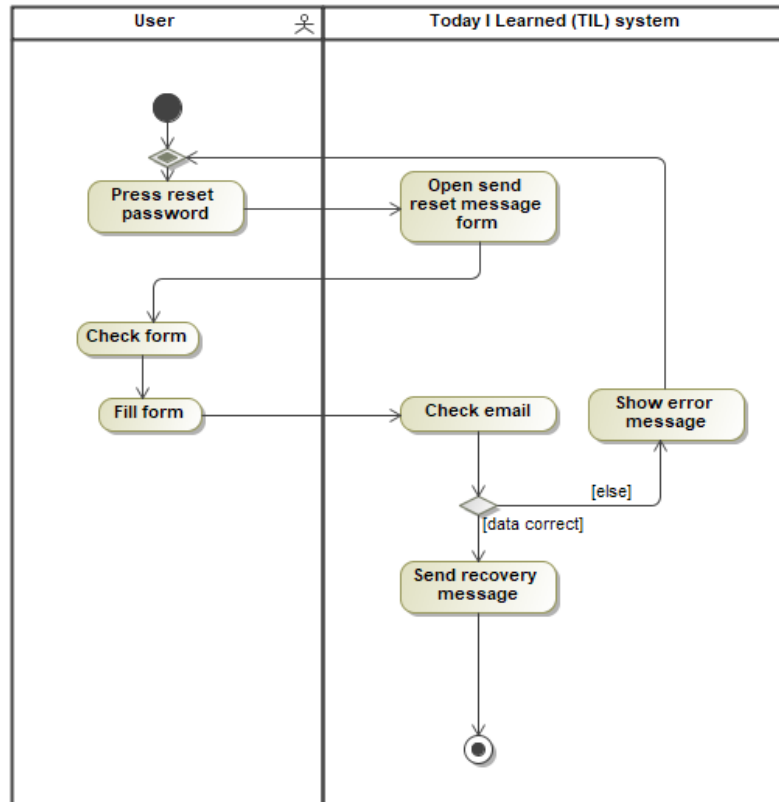 User
Today I Learned (TIL) system
Press reset
password
Open send
reset message
form
Check form
Fill form
Check email
Show error
message
[else]
[data correct]
Send recovery
message